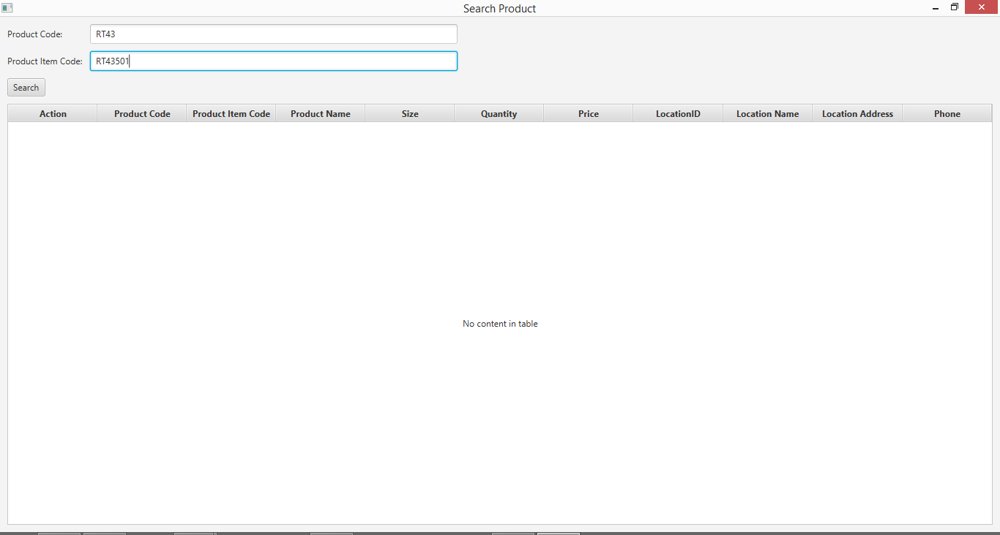 Search Product
Product Code: RT43
Product Item Code: RT43501
Search
Action Product Code Product Item Code Product Name Size Quantity Price LocationID Location Name Location Address Phone
No content in table